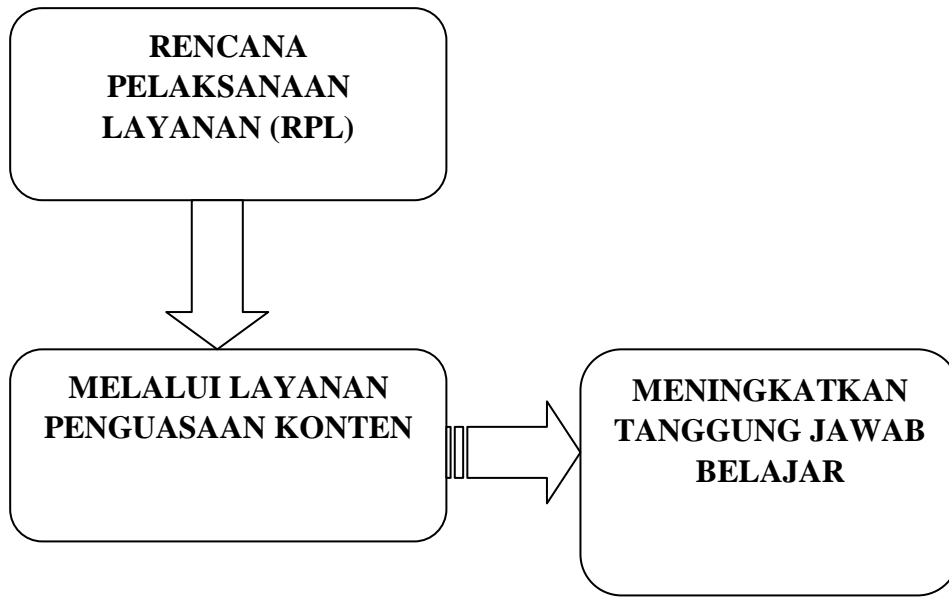 RENCANA
PELAKSANAAN
LAYANAN (RPL)
MELALUI LAYANAN
PENGUASAAN KONTEN
MENINGKATKAN
TANGGUNG JAWAB
BELAJAR